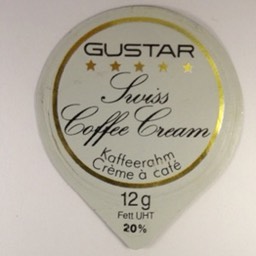 GUSTAR
Swiss
Coffee Cream
Kaffeerahm
Crème à café
12g
Fett UHT
20%